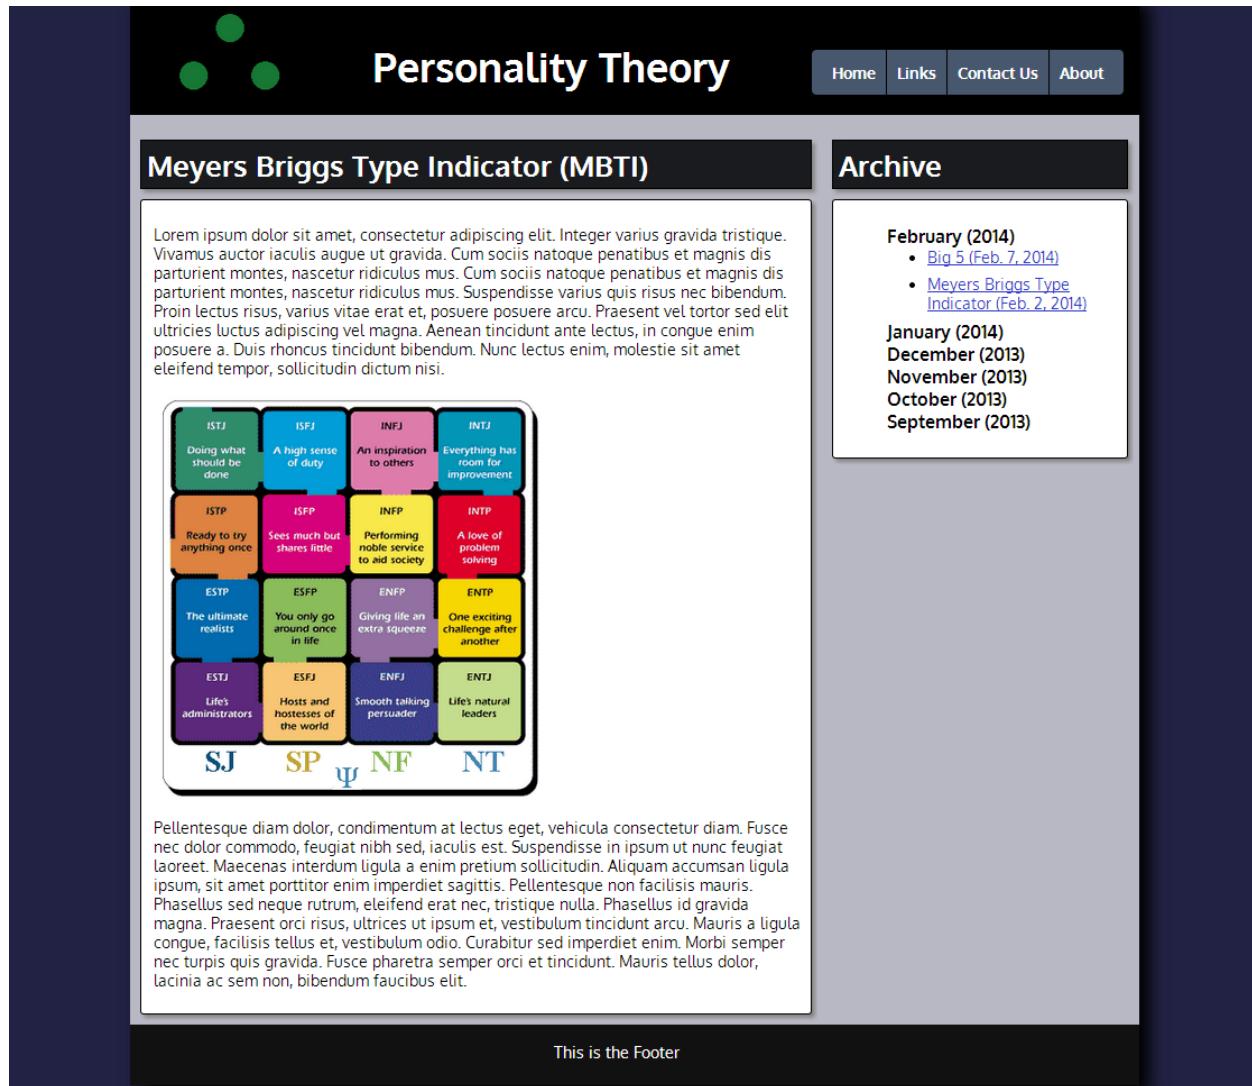 Personality Theory
Home Links Contact Us About
Meyers Briggs Type Indicator (MBTI)
Lorem ipsum dolor sit amet, consectetur adipiscing elit. Integer varius gravida tristique.
Vivamus auctor iaculis augue ut gravida. Cum sociis natoque penatibus et magnis dis
parturient montes, nascetur ridiculus mus. Cum sociis natoque penatibus et magnis dis
parturient montes, nascetur ridiculus mus. Suspendisse varius quis risus nec bibendum.
Proin lectus risus, varius vitae erat et, posuere posuere arcu. Praesent vel tortor sed elit
ultricies luctus adipiscing vel magna. Aenean tincidunt ante lectus, in congue enim
posuere a. Duis rhoncus tincidunt bibendum. Nunc lectus enim, molestie sit amet
eleifend tempor, sollicitudin dictum nisi.
ISTJ
Doing what
should be
done
ISFJ
A high sense
of duty
INFJ
An inspiration
to others
INTJ
Everything has
room for
improvement
ISTP
Ready to try
anything once
ISFP
Sees much but
shares little
INFP
Performing
noble service
to aid society
INTP
A love of
problem
solving
ESTP
The ultimate
realists
ESFP
You only go
around once
in life
ENFP
Giving life an
extra squeeze
ENTP
One exciting
challenge after
another
ESTJ
Life's
administrators
ESFJ
Hosts and
hostesses of
the world
ENFJ
Smooth talking
persuader
ENTJ
Life's natural
leaders
SJ SP Ψ NF NT
Pellentesque diam dolor, condimentum at lectus eget, vehicula consectetur diam. Fusce
nec dolor commodo, feugiat nibh sed, iaculis est. Suspendisse in ipsum ut nunc feugiat
laoreet. Maecenas interdum ligula a enim pretium sollicitudin. Aliquam accumsan ligula
ipsum, sit amet porttitor enim imperdiet sagittis. Pellentesque non facilisis mauris.
Phasellus sed neque rutrum, eleifend erat nec, tristique nulla. Phasellus id gravida
magna. Praesent orci risus, ultrices ut ipsum et, vestibulum tincidunt arcu. Mauris a ligula
congue, facilisis tellus et, vestibulum odio. Curabitur sed imperdiet enim. Morbi semper
nec turpis quis gravida. Fusce pharetra semper orci et tincidunt. Mauris tellus dolor,
lacinia ac sem non, bibendum faucibus elit.
Archive
February (2014)
Big 5 (Feb. 7, 2014)
Meyers Briggs Type
Indicator (Feb. 2, 2014)
January (2014)
December (2013)
November (2013)
October (2013)
September (2013)
This is the Footer